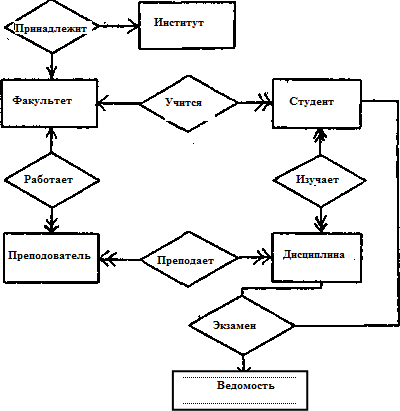 Принадлежит
Институт
Факультет
Учится
Студент
Работает
Изучает
Преподователь
Преподает
Дисциплина
Экзамен
Ведомость